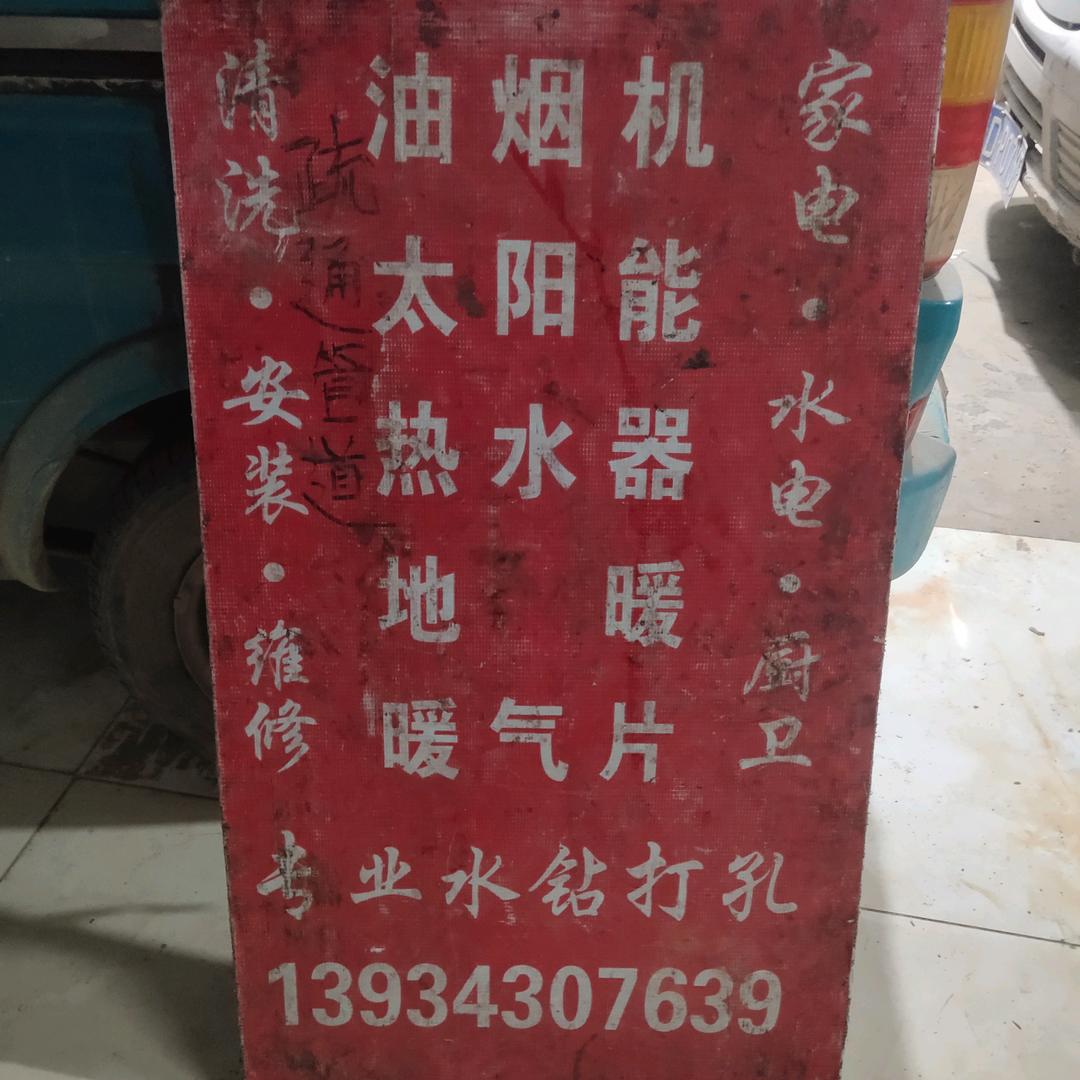 清洗·安装·维修
疏通管道
油烟机
太阳能
热水器
地暖
暖气片
家电·水电·厨卫
专业水钻打孔
13934307639